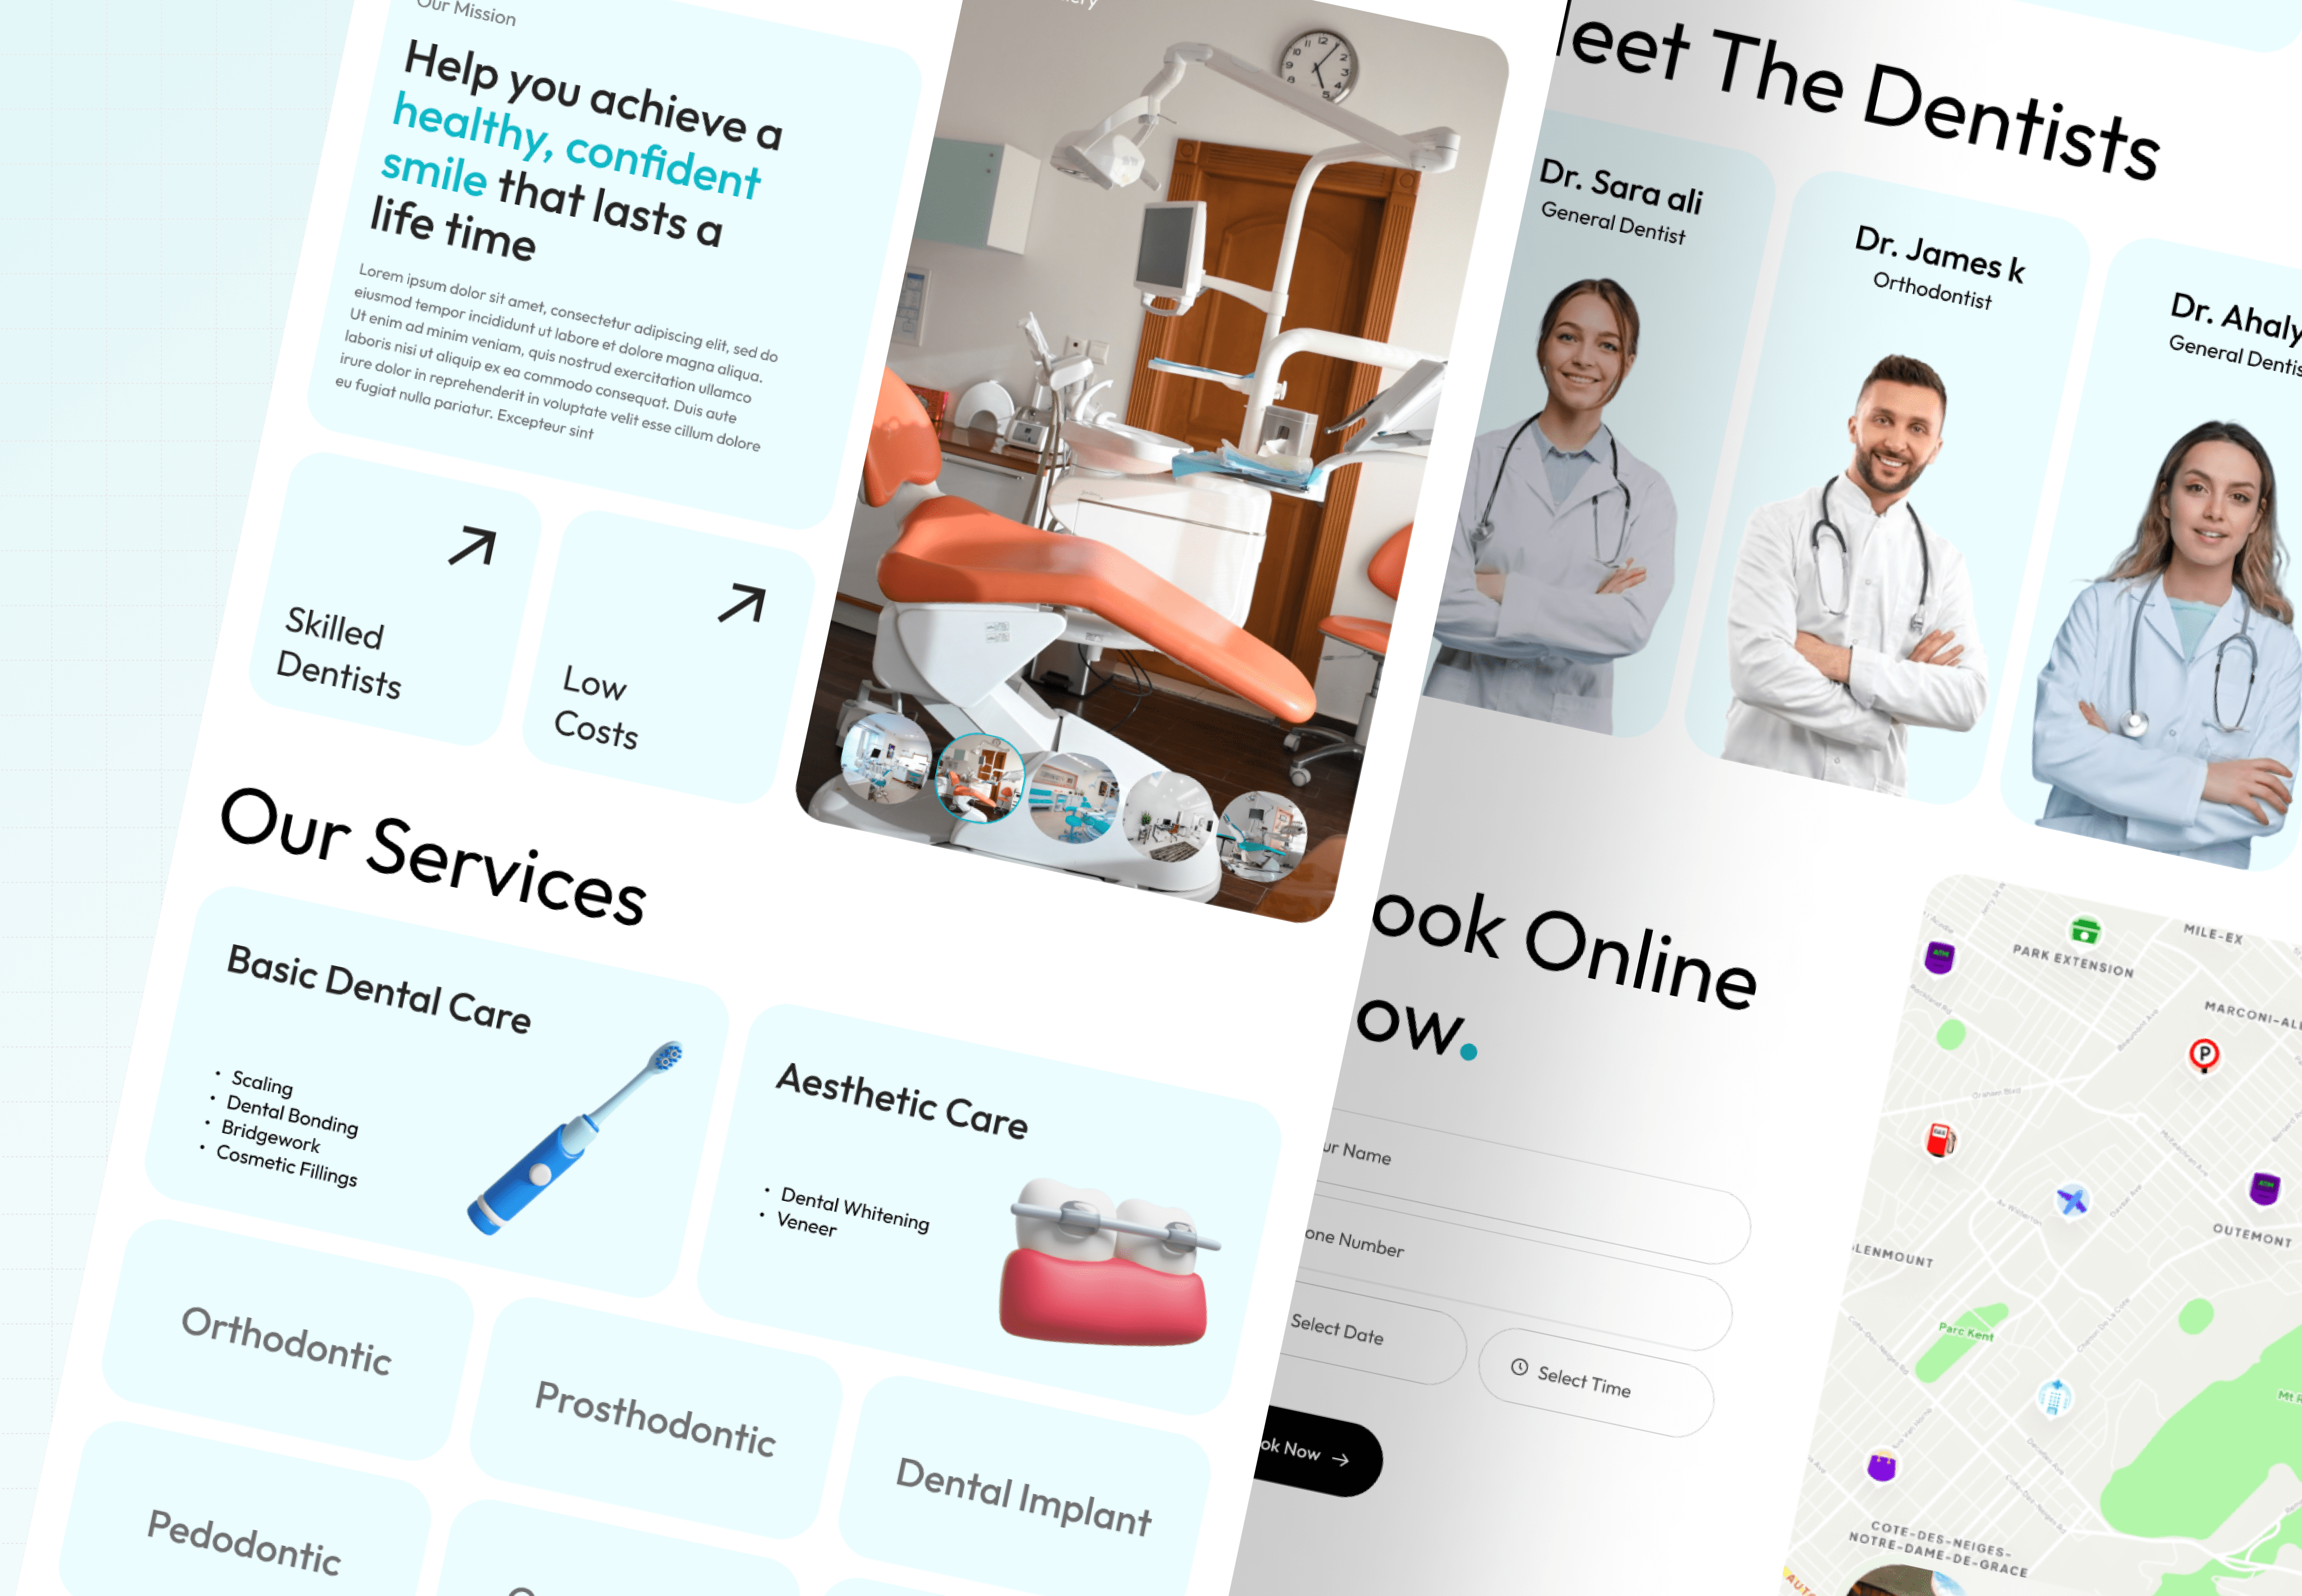 Our Mission
Help you achieve a
healthy, confident
smile that lasts a
life time
Lorem ipsum dolor sit amet, consectetur adipiscing elit, sed do
eiusmod tempor incididunt ut labore et dolore magna aliqua.
Ut enim ad minim veniam, quis nostrud exercitation ullamco
laboris nisi ut aliquip ex ea commodo consequat. Duis aute
irure dolor in reprehenderit in voluptate velit esse cillum dolore
eu fugiat nulla pariatur. Excepteur sint
Skilled
Dentists
Low
Costs
Our Services
Basic Dental Care
• Scaling
• Dental Bonding
• Bridgework
• Cosmetic Fillings
Aesthetic Care
• Dental Whitening
• Veneer
Orthodontic
Prosthodontic
Dental Implant
Pedodontic
eet The Dentists
Dr. Sara ali
General Dentist
Dr. James k
Orthodontist
Dr. Ahaly
General Dentis
ook Online
ow.
ur Name
one Number
Select Date
Select Time
ok Now
MILE-EX
PARK EXTENSION
MARCONI-AL
OUTEMONT
LENMOUNT
Parc Kent
COTE-DES-NEIGES-
NOTRE-DAME-DE-GRACE